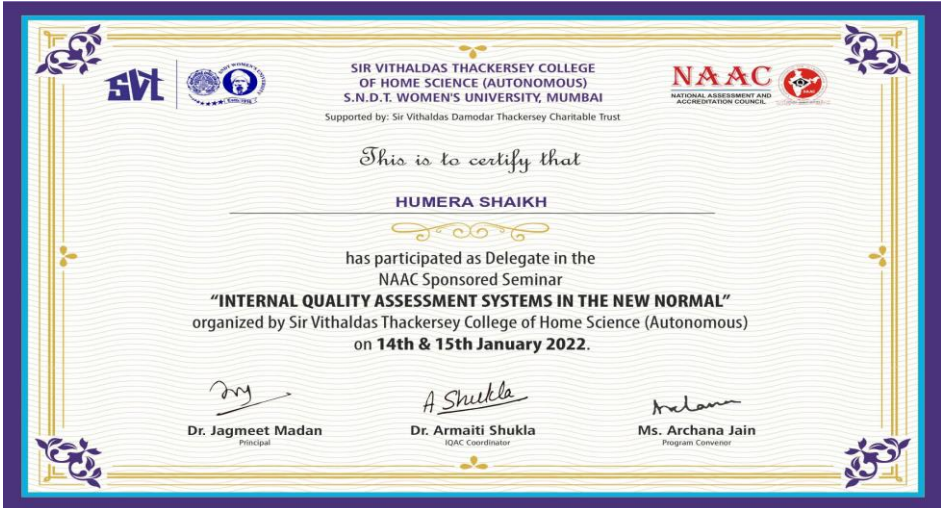 SVT
SIR VITHALDAS THACKERSEY COLLEGE
OF HOME SCIENCE (AUTONOMOUS)
S.N.D.T. WOMEN'S UNIVERSITY, MUMBAI
Supported by: Sir Vithaldas Damodar Thackersey Charitable Trust
NAAC
NATIONAL ASSESSMENT AND
ACCREDITATION COUNCIL
This is to certify that
HUMERA SHAIKH
has participated as Delegate in the
NAAC Sponsored Seminar
“INTERNAL QUALITY ASSESSMENT SYSTEMS IN THE NEW NORMAL”
organized by Sir Vithaldas Thackersey College of Home Science (Autonomous)
on 14th & 15th January 2022.
A Shukla
Archana
Dr. Jagmeet Madan
Principal
Dr. Armaiti Shukla
IQAC Coordinator
Ms. Archana Jain
Program Convenor